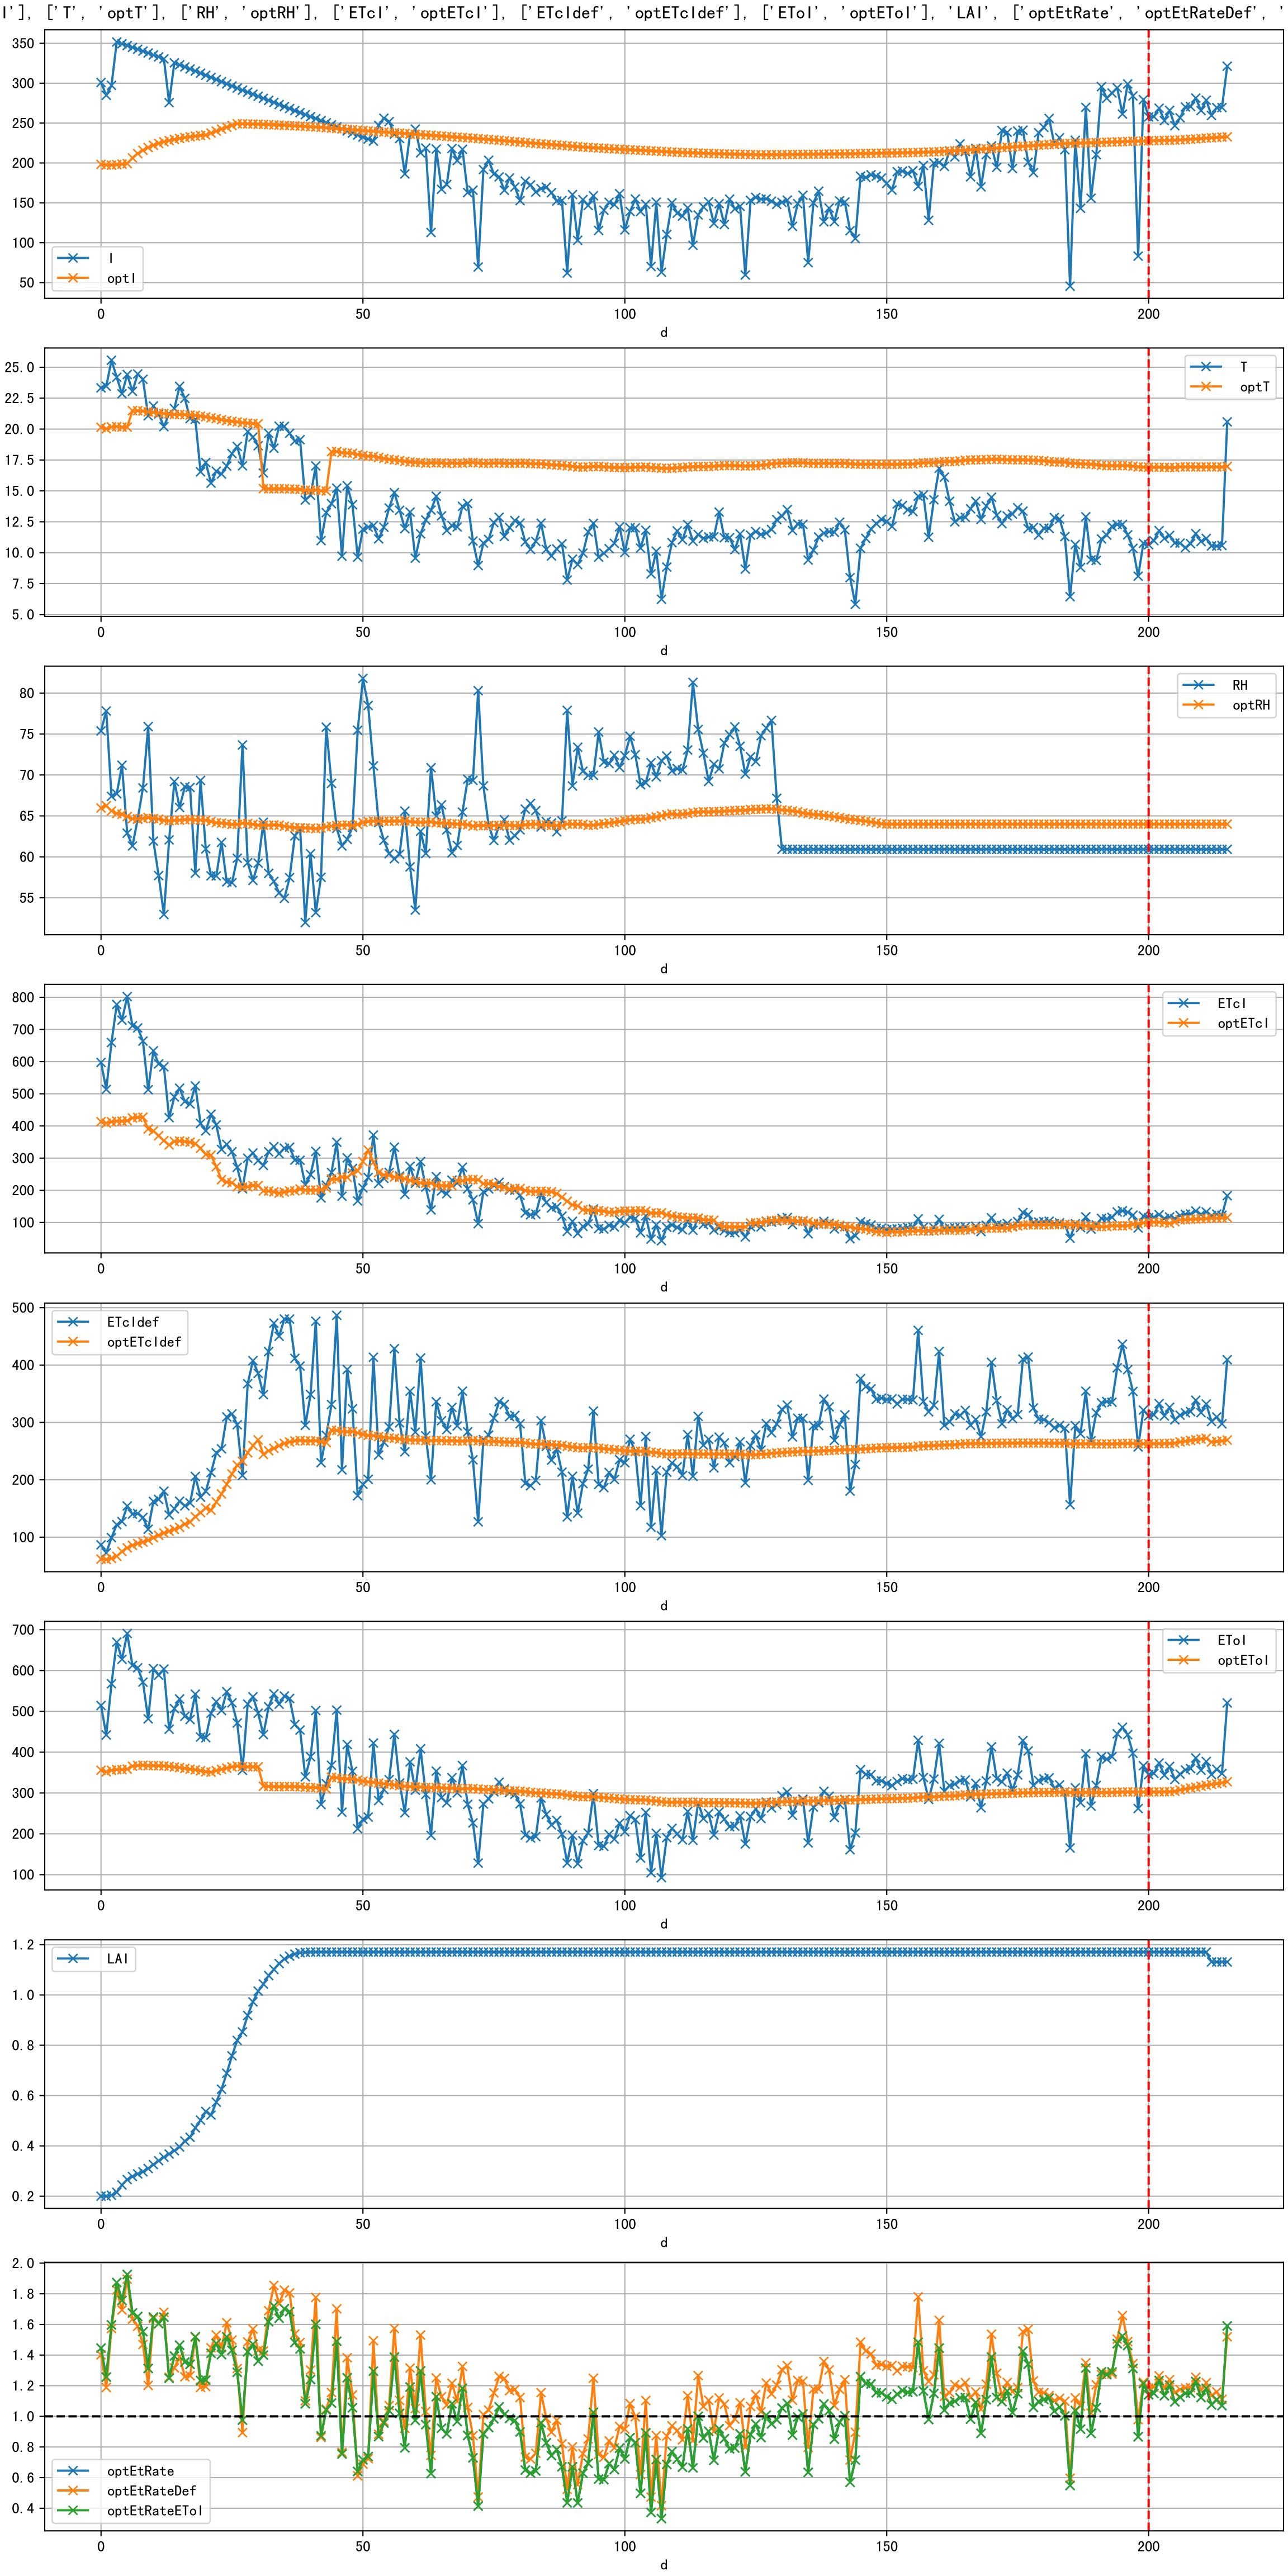 I'], ['T', 'optT'], ['RH', 'optRH'], ['ETcI', 'optETcI'], ['ETcIdef', 'optETcIdef'], ['EToI', 'optEToI'], 'LAI', ['optEtRate', 'optEtRateDef', '
350
300
250
200
150
100
50
I
optI
0 50 100 150 200
d
25.0
22.5
20.0
17.5
15.0
12.5
10.0
7.5
5.0
T
optT
0 50 100 150 200
d
80
75
70
65
60
55
RH
optRH
0 50 100 150 200
d
800
700
600
500
400
300
200
100
ETcI
optETcI
0 50 100 150 200
d
500
400
300
200
100
ETcIdef
optETcIdef
0 50 100 150 200
d
700
600
500
400
300
200
100
EToI
optEToI
0 50 100 150 200
d
1.2
1.0
0.8
0.6
0.4
0.2
LAI
0 50 100 150 200
d
2.0
1.8
1.6
1.4
1.2
1.0
0.8
0.6
0.4
optEtRate
optEtRateDef
optEtRateEToI
0 50 100 150 200
d